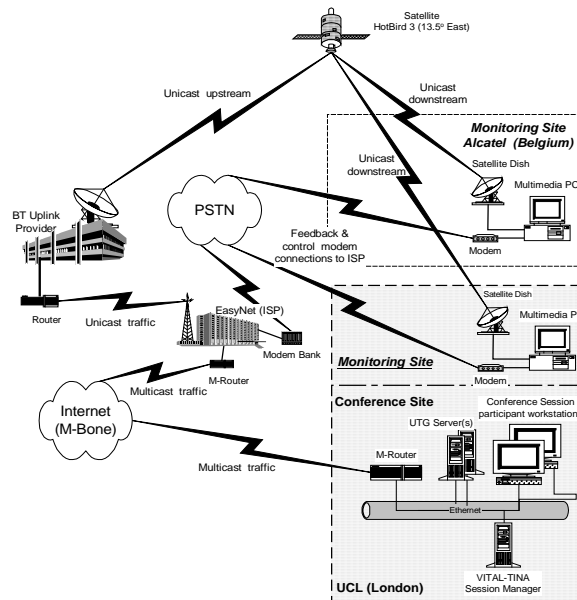 Satellite
HotBird 3 (13.5º East)
Unicast upstream
Unicast
downstream
Monitoring Site
Alcatel (Belgium)
Unicast
downstream
Satellite Dish
Multimedia PC
BT Uplink
Provider
PSTN
Feedback &
control modem
connections to ISP
Modem
Router
Unicast traffic
EasyNet (ISP)
Modem Bank
M-Router
Satellite Dish
Multimedia PC
Monitoring Site
Modem
Multicast traffic
Internet
(M-Bone)
Multicast traffic
Conference Site
Conference Session
participant workstation
UTG Server(s)
M-Router
Ethernet
VITAL-TINA
Session Manager
UCL (London)